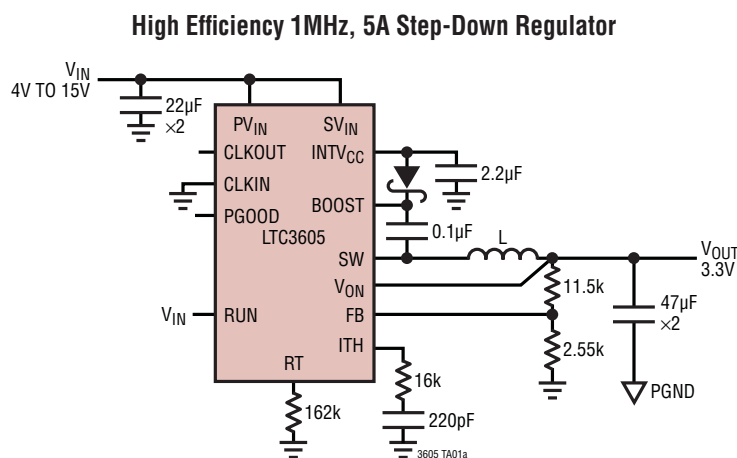 High Efficiency 1MHz, 5A Step-Down Regulator
VIN
4V TO 15V
22µF
×2
PVIN
SVIN
CLKOUT
INTVCC
CLKIN
2.2µF
BOOST
PGOOD
LTC3605
0.1µF
L
SW
VOUT
3.3V
VON
11.5k
47µF
×2
VIN
RUN
FB
ITH
2.55k
RT
16k
PGND
162k
220pF
3605 TA01a